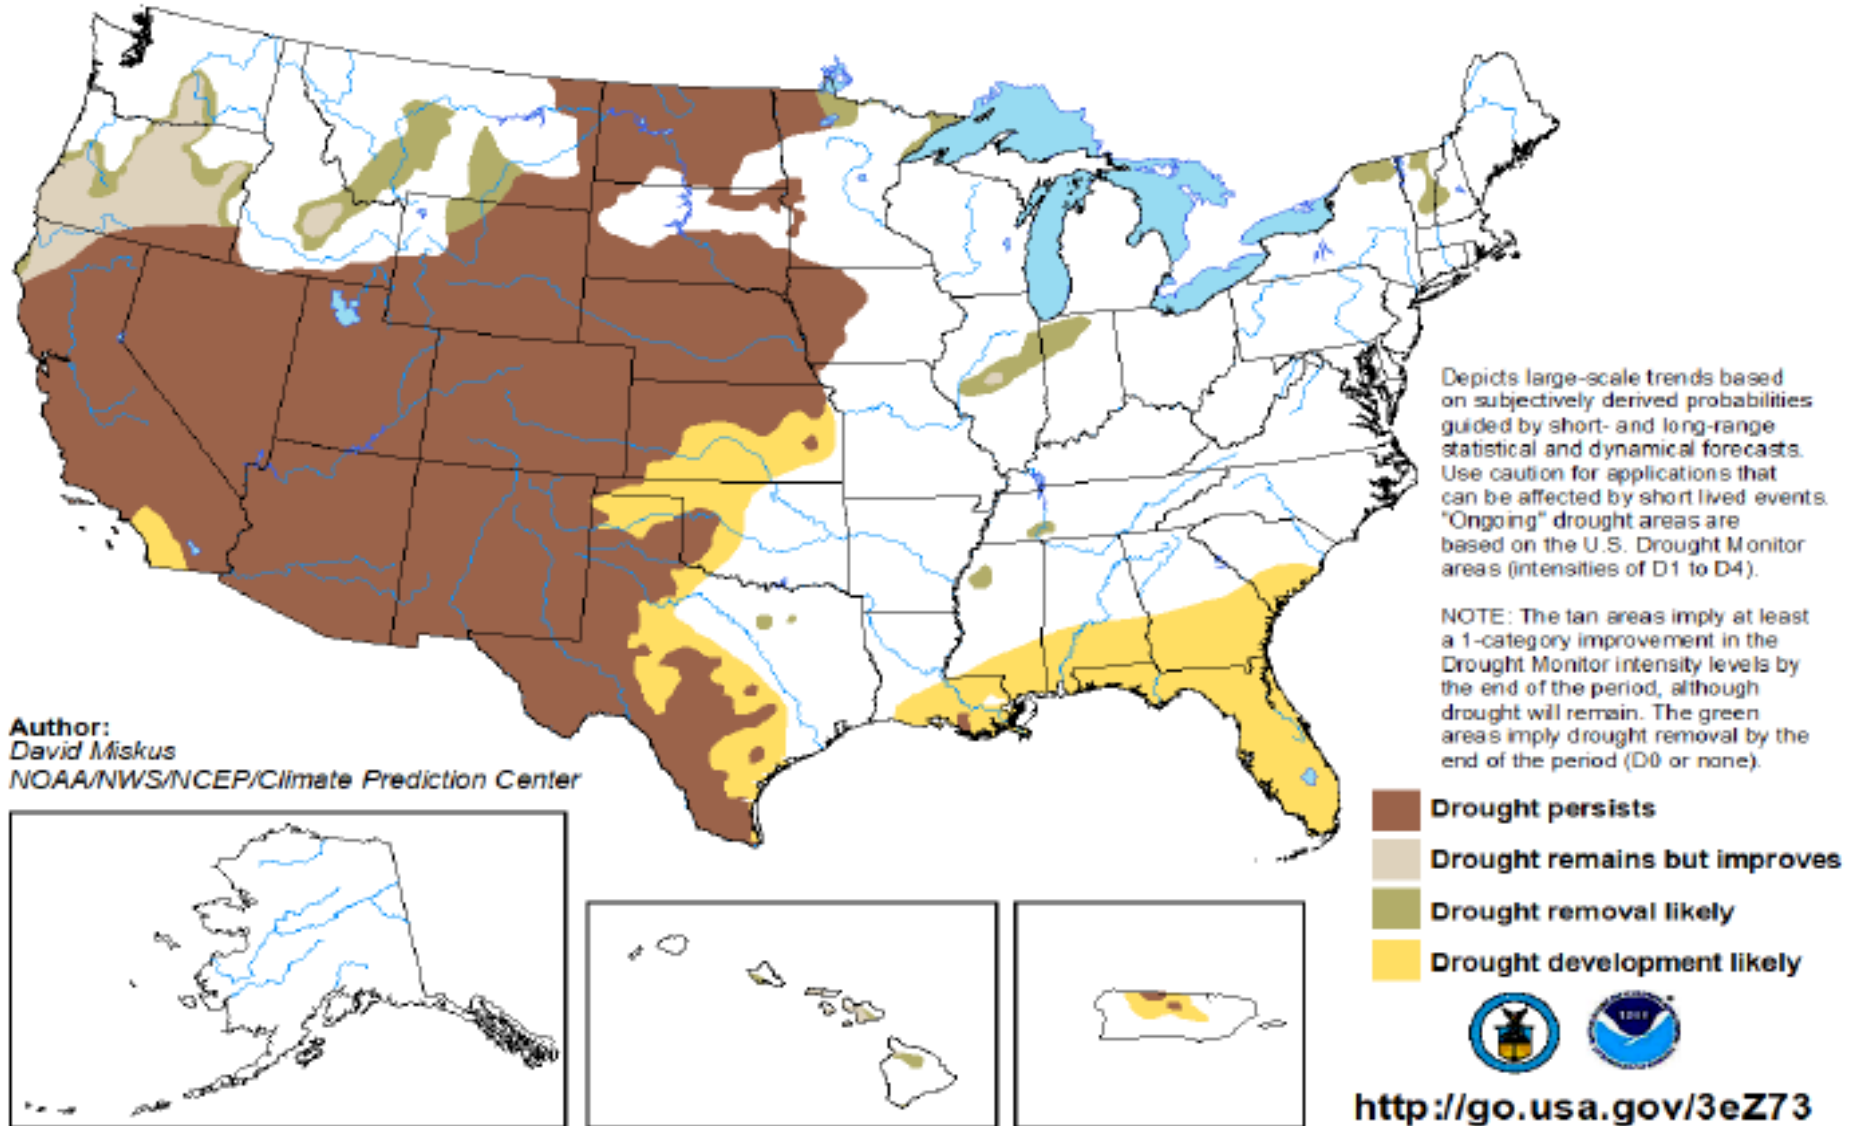 Depicts large-scale trends based
on subjectively derived probabilities
guided by short- and long-range
statistical and dynamical forecasts.
Use caution for applications that
can be affected by short lived events.
"Ongoing" drought areas are
based on the U.S. Drought Monitor
areas (intensities of D1 to D4).
NOTE: The tan areas imply at least
a 1-category improvement in the
Drought Monitor intensity levels by
the end of the period, although
drought will remain. The green
areas imply drought removal by the
end of the period (D0 or none).
Author:
David Miskus
NOAA/NWS/NCEP/Climate Prediction Center
Drought persists
Drought remains but improves
Drought removal likely
Drought development likely
http://go.usa.gov/3eZ73